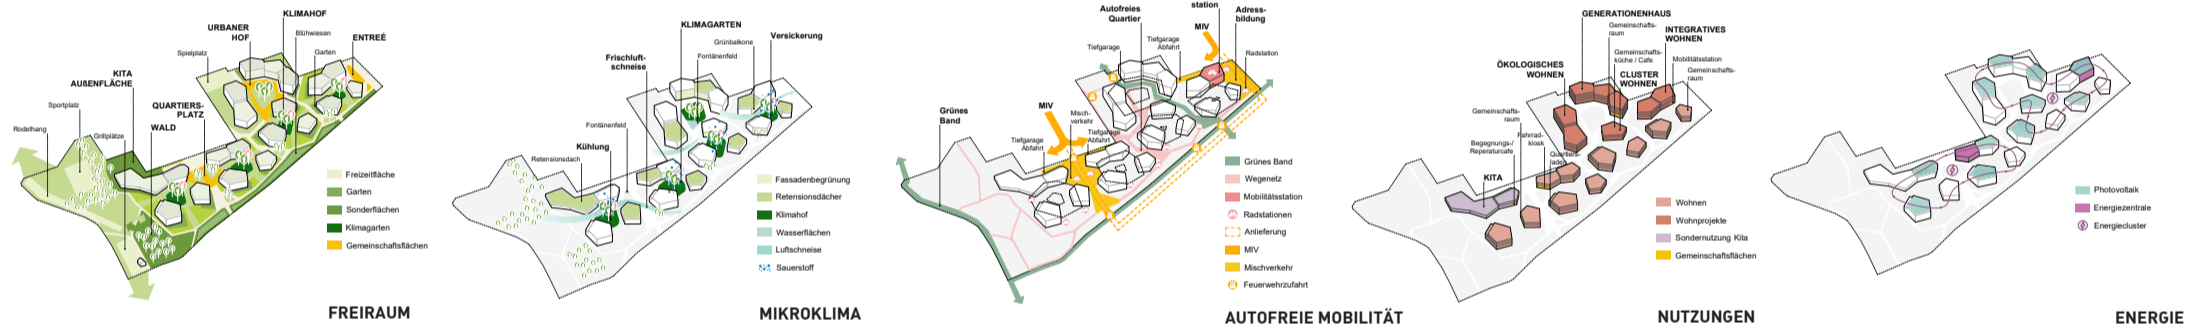 KLIMAHOF
URBANER
HOF
Blühwiesen
ENTREÉ
Spielplatz
Garten
KITA
AUßENFLÄCHE
Sportplatz
QUARTIERS-
PLATZ
Rodelhang
Grillplätze
WALD
Freizeitfläche
Garten
Sonderflächen
Klimagarten
Gemeinschaftsflächen
FREIRAUM
KLIMAGARTEN
Versickerung
Grünbalkone
Frischluft-
schneise
Fontänenfeld
Fontänenfeld
Kühlung
Retensionsdach
Fassadenbegrünung
Retensionsdächer
Klimahof
Wasserflächen
Luftschneise
Sauerstoff
MIKROKLIMA
station
Autofreies
Quartier
Adress-
bildung
MIV
Tiefgarage
Tiefgarage
Abfahrt
Radstation
Grünes
Band
MIV
Misch-
verkehr
Tiefgarage
Abfahrt
Tiefgarage
Abfahrt
Grünes Band
Wegenetz
Mobilitätsstation
Radstationen
Anlieferung
MIV
Mischverkehr
Feuerwehrzufahrt
AUTOFREIE MOBILITÄT
GENERATIONENHAUS
Gemeinschafts-
raum
INTEGRATIVES
WOHNEN
Gemeinschafts-
küche / Cafe
ÖKOLOGISCHES
WOHNEN
CLUSTER
WOHNEN
Mobilitätsstation
Gemeinschafts-
raum
Gemeinschafts-
raum
Fahrrad-
kiosk
Begegnungs-/
Reperaturcafe
Quartiers-
laden
KITA
Wohnen
Wohnprojekte
Sondernutzung Kita
Gemeinschaftsflächen
NUTZUNGEN
Photovoltaik
Energiezentrale
Energiecluster
ENERGIE